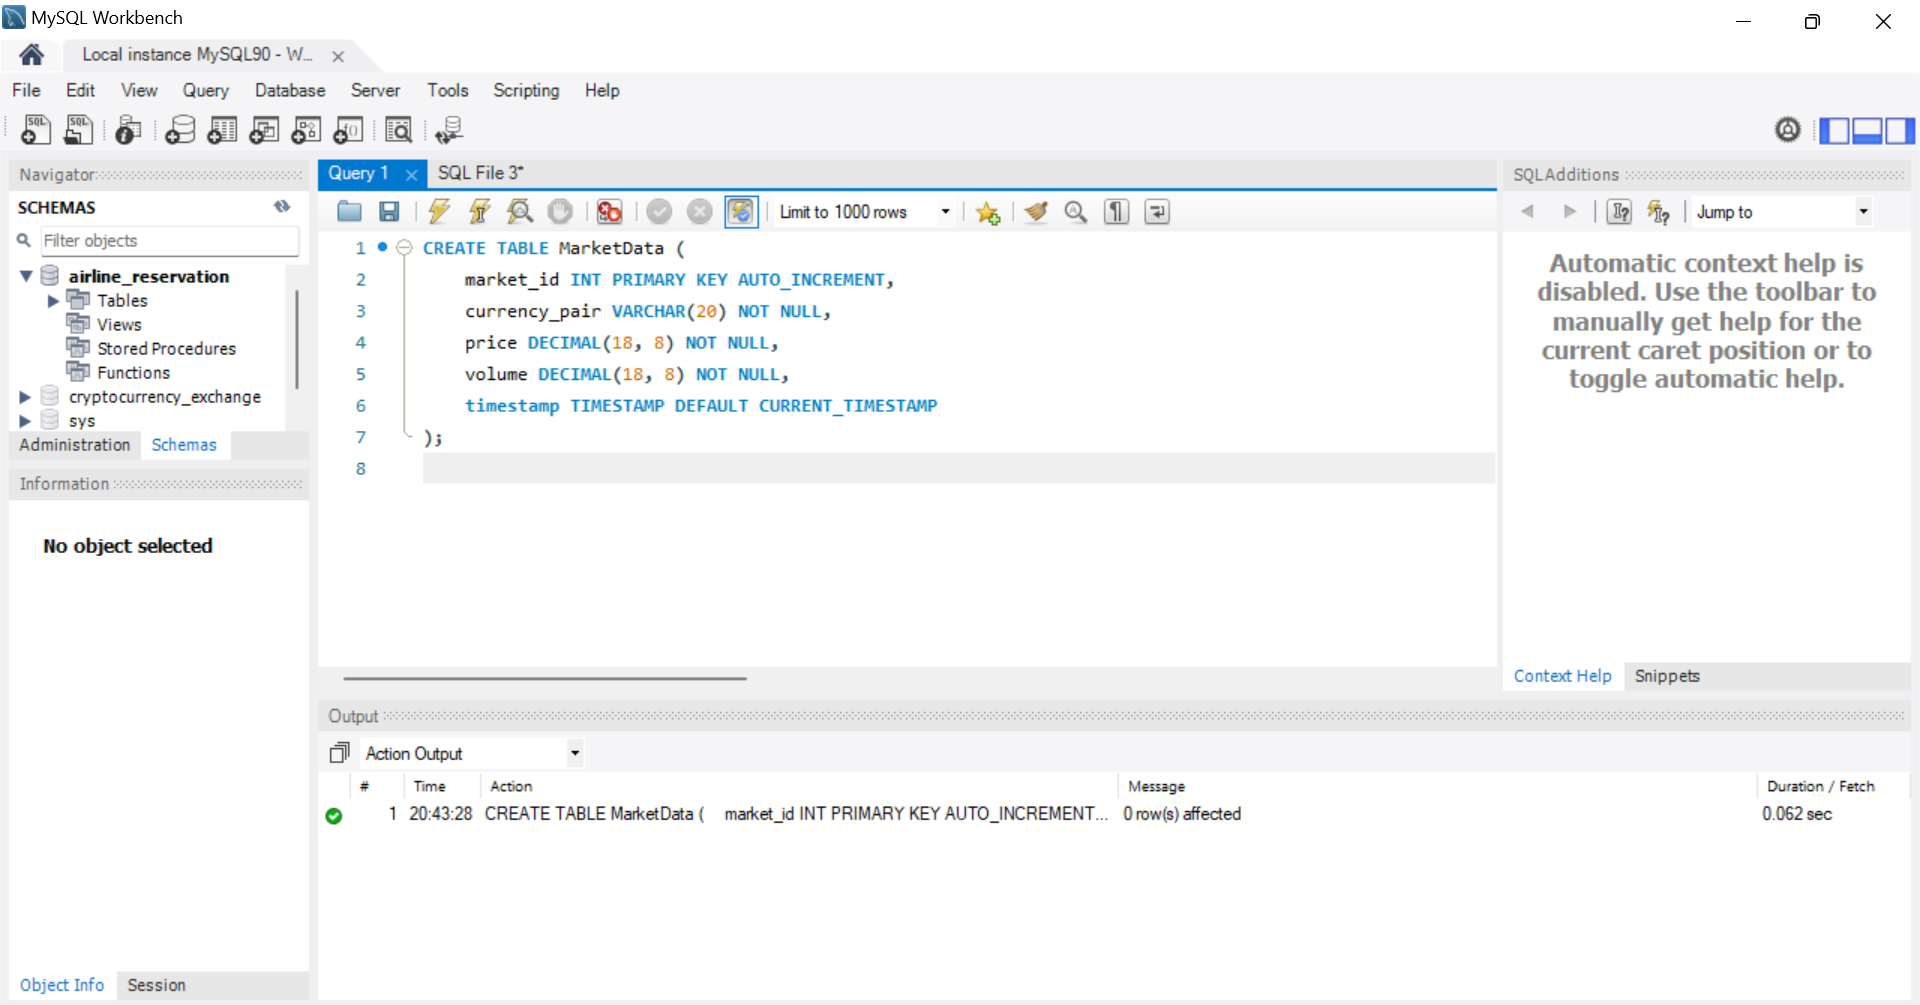 MySQL Workbench
Local instance MySQL90 - W...
File Edit View Query Database Server Tools Scripting Help
Navigator
SCHEMAS
Filter objects
airline_reservation
Tables
Views
Stored Procedures
Functions
cryptocurrency_exchange
sys
Administration Schemas
Information
No object selected
Object Info Session
Query 1 SQL File 3*
Limit to 1000 rows
1 CREATE TABLE MarketData (
2 market_id INT PRIMARY KEY AUTO_INCREMENT,
3 currency_pair VARCHAR(20) NOT NULL,
4 price DECIMAL(18, 8) NOT NULL,
5 volume DECIMAL(18, 8) NOT NULL,
6 timestamp TIMESTAMP DEFAULT CURRENT_TIMESTAMP
7 );
8
SQLAdditions
Jump to
Automatic context help is
disabled. Use the toolbar to
manually get help for the
current caret position or to
toggle automatic help.
Context Help Snippets
Output
Action Output
# Time Action Message Duration / Fetch
1 20:43:28 CREATE TABLE MarketData ( market_id INT PRIMARY KEY AUTO_INCREMENT... 0 row(s) affected 0.062 sec